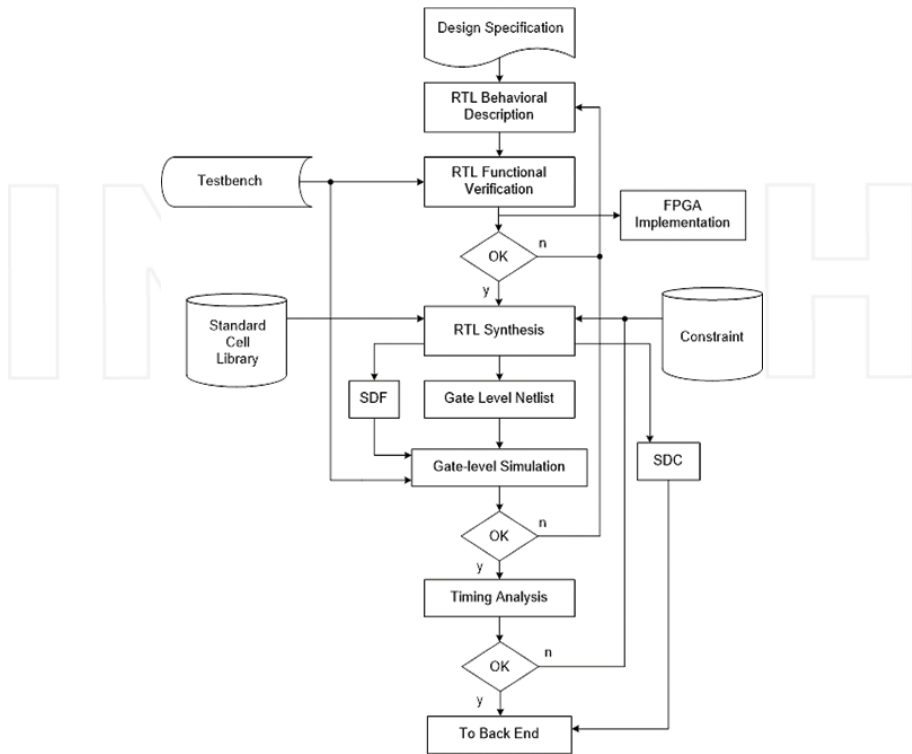 Design Specification
RTL Behavioral
Description
Testbench
RTL Functional
Verification
FPGA
Implementation
OK
n
y
Standard
Cell
Library
RTL Synthesis
Constraint
SDF
Gate Level Netlist
Gate-level Simulation
SDC
OK
n
y
Timing Analysis
OK
n
y
To Back End